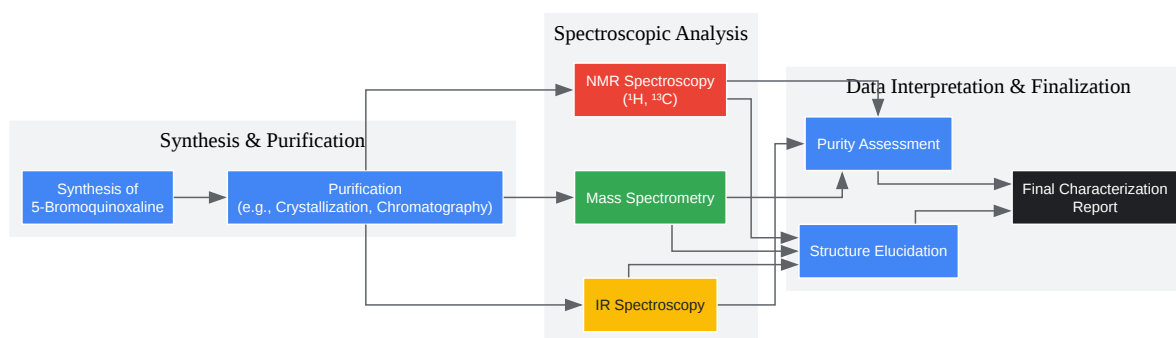 Synthesis & Purification
Synthesis of
5-Bromoquinoxaline
Purification
(e.g., Crystallization, Chromatography)
Spectroscopic Analysis
NMR Spectroscopy
(¹H, ¹³C)
Mass Spectrometry
IR Spectroscopy
Data Interpretation & Finalization
Purity Assessment
Structure Elucidation
Final Characterization
Report